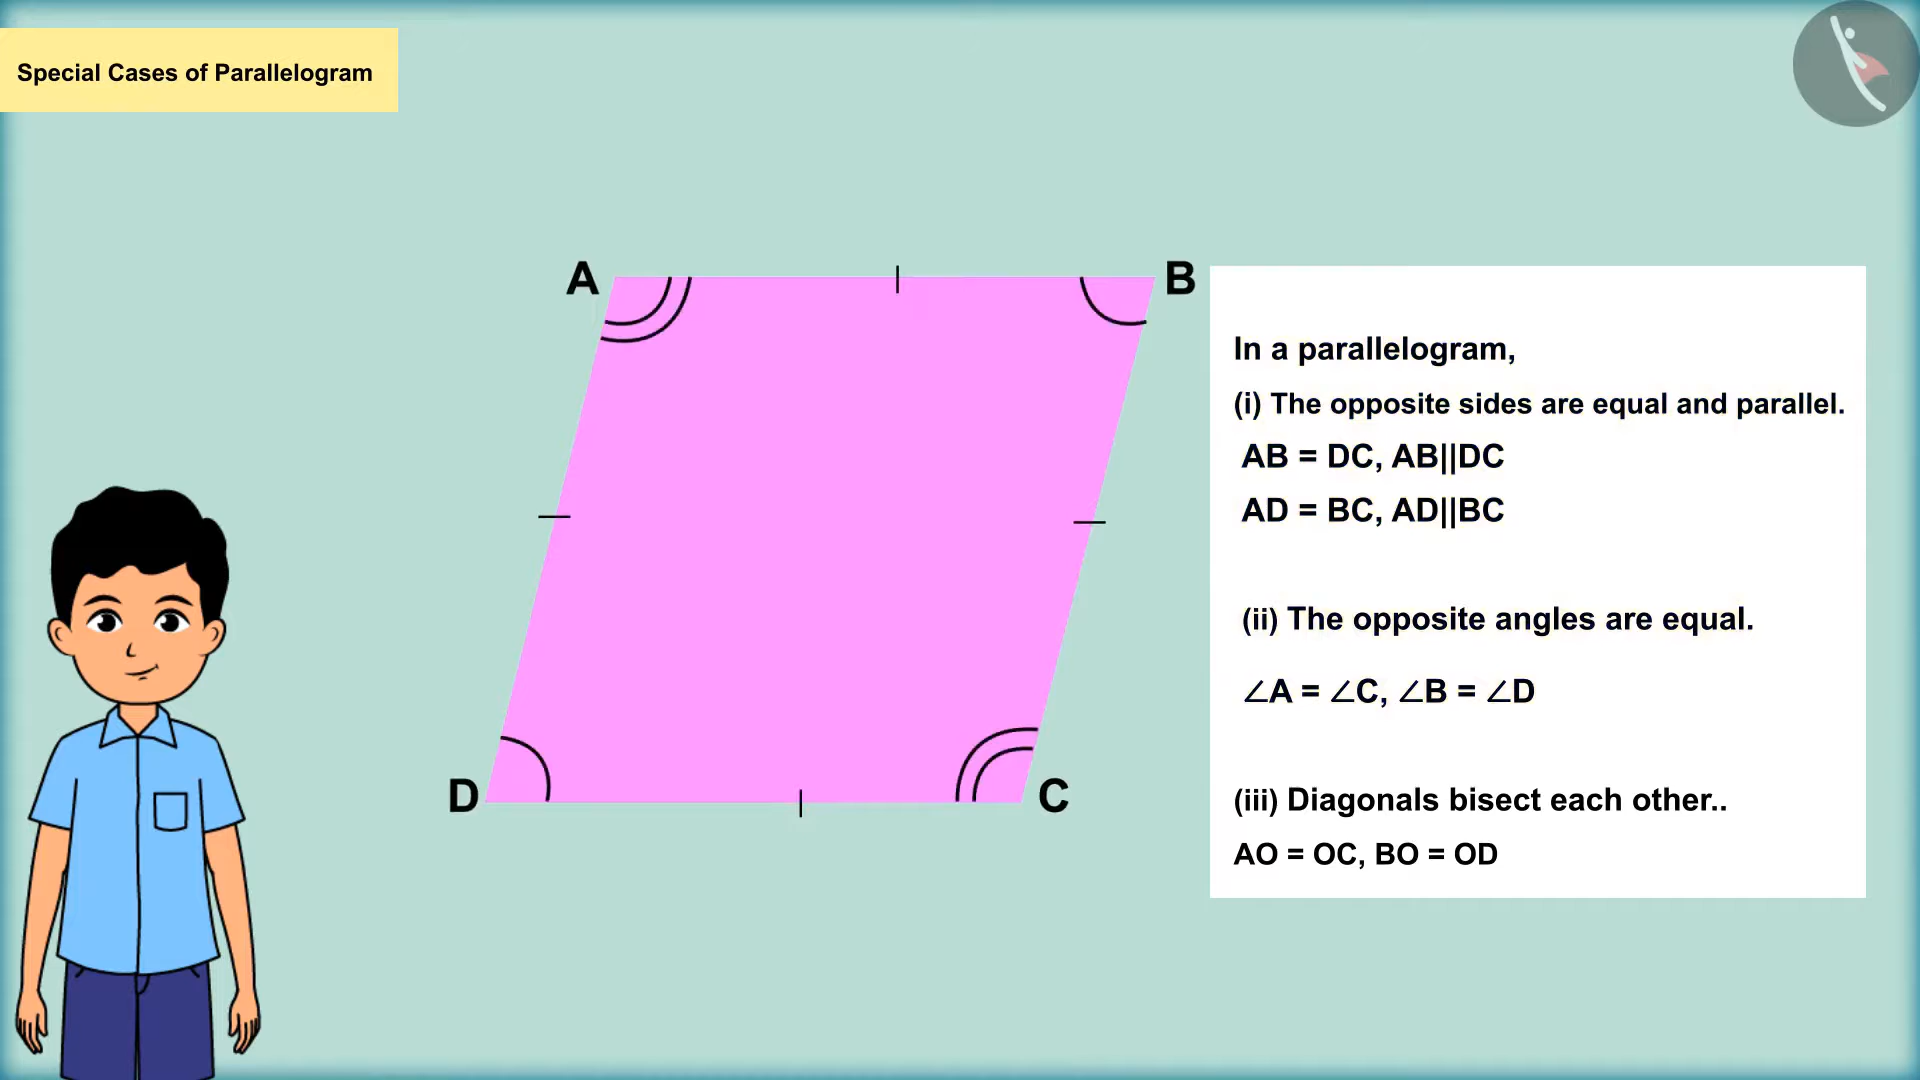 Special Cases of Parallelogram
A
B
In a parallelogram,
(i) The opposite sides are equal and parallel.
AB = DC, AB||DC
AD = BC, AD||BC
(ii) The opposite angles are equal.
∠A = ∠C, ∠B = ∠D
D
C
(iii) Diagonals bisect each other..
AO = OC, BO = OD